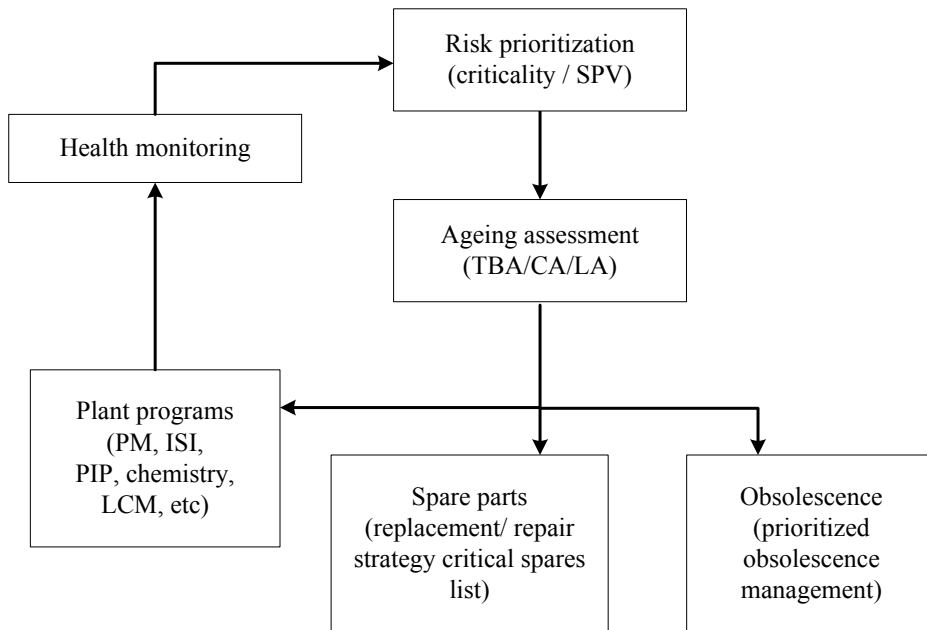 Risk prioritization
(criticality / SPV)
Health monitoring
Ageing assessment
(TBA/CA/LA)
Plant programs
(PM, ISI,
PIP, chemistry,
LCM, etc)
Spare parts
(replacement/ repair
strategy critical spares
list)
Obsolescence
(prioritized
obsolescence
management)